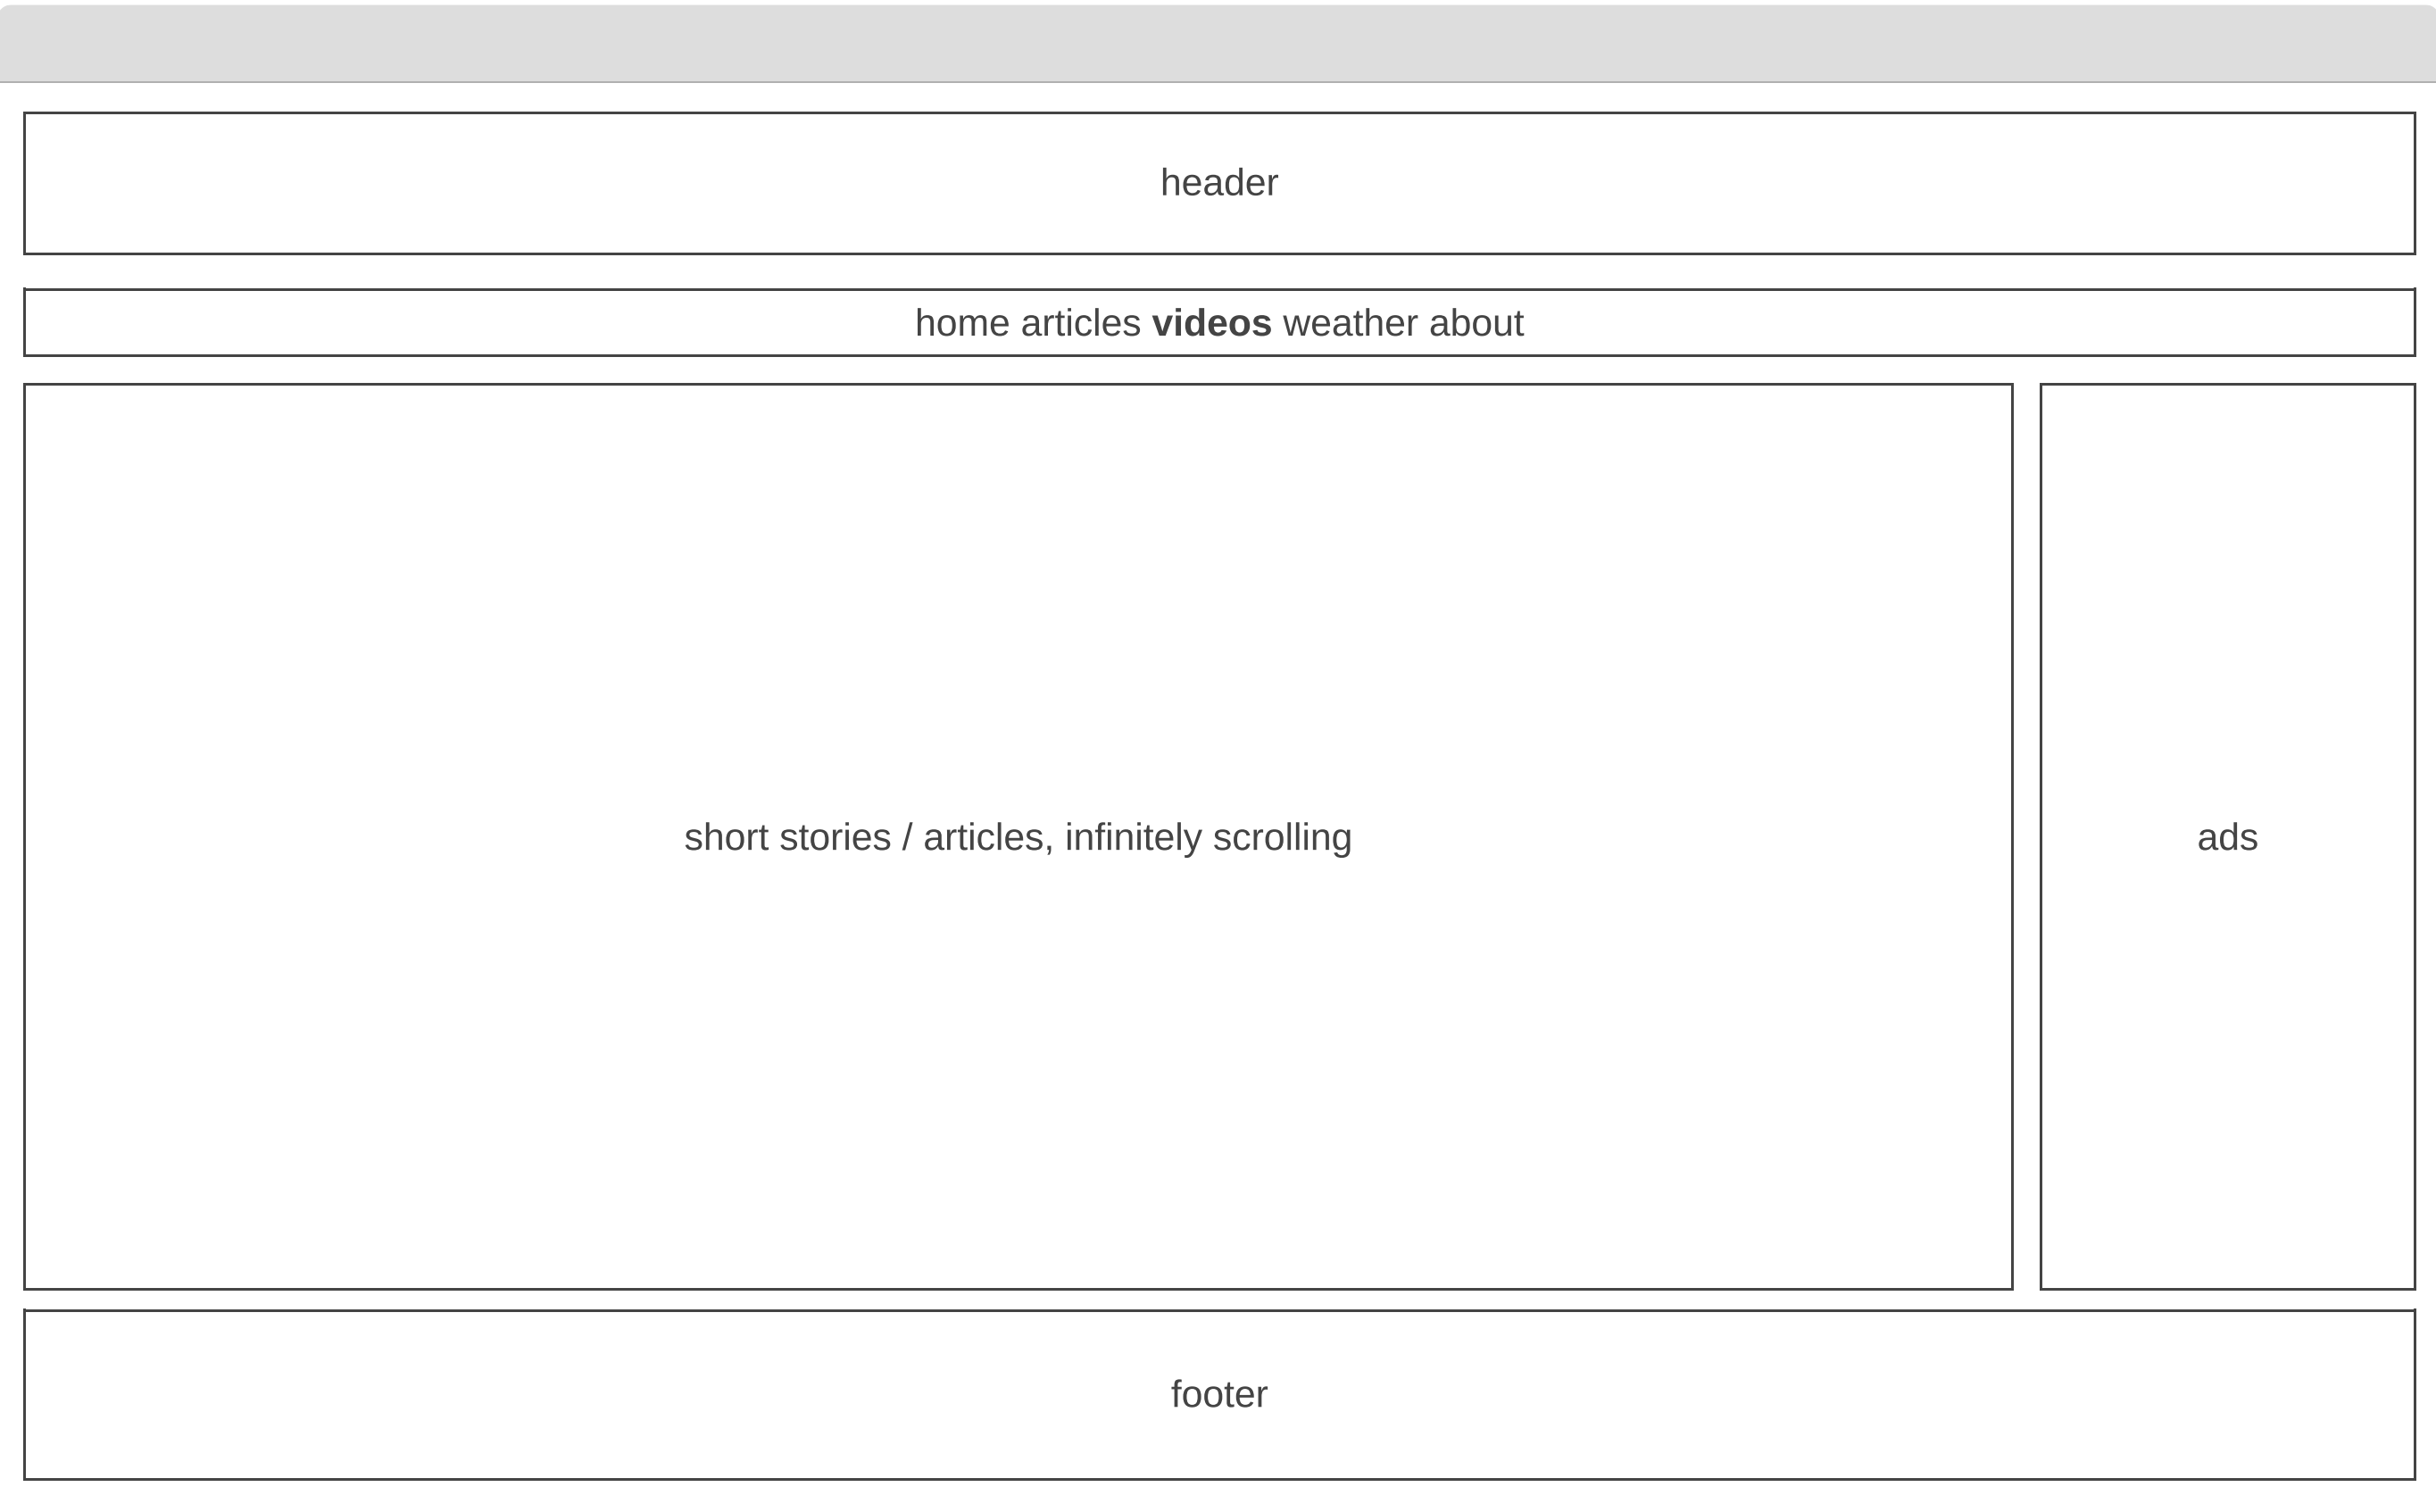 header
home articles videos weather about
short stories / articles, infinitely scrolling
ads
footer